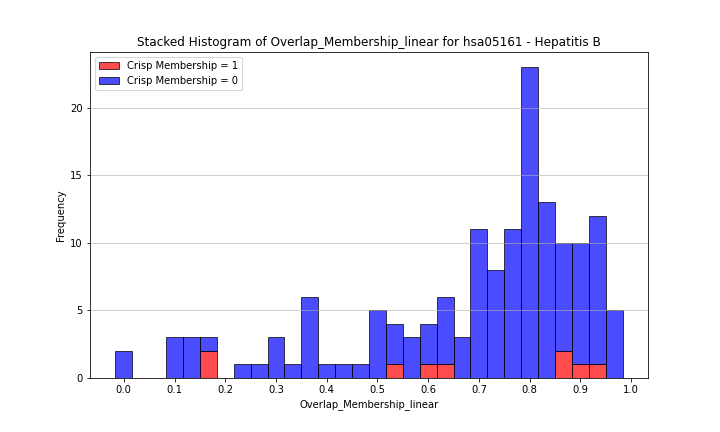 Stacked Histogram of Overlap_Membership_linear for hsa05161 - Hepatitis B
Crisp Membership = 1
Crisp Membership = 0
Frequency
20
15
10
5
0
0.0 0.1 0.2 0.3 0.4 0.5 0.6 0.7 0.8 0.9 1.0
Overlap_Membership_linear